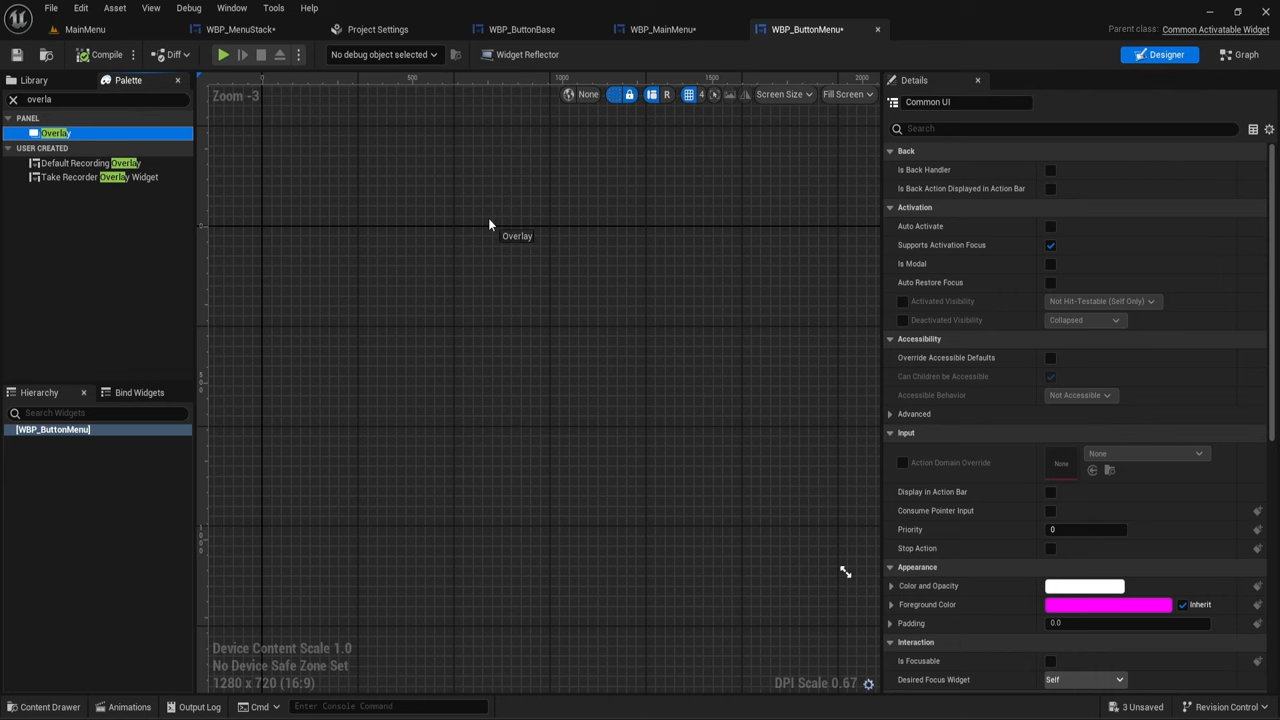 File Edit Asset View Debug Window Tools Help
MainMenu WBP_MenuStack* Project Settings WBP_ButtonBase WBP_MainMenu* WBP_ButtonMenu* Parent class: Common Activatable Widget
Compile Diff No debug object selected Widget Reflector Designer Graph
Library Palette
overla
PANEL
Overlay
USER CREATED
Default Recording Overlay
Take Recorder Overlay Widget
Hierarchy Bind Widgets
Search Widgets
[WBP_ButtonMenu]
0 500 1000 1500 2000
Zoom -3
None R 4 Screen Size Fill Screen
0
Overlay
5
0
0
1
0
0
0
Device Content Scale 1.0
No Device Safe Zone Set
1280 x 720 (16:9) DPI Scale 0.67
Details
Common UI
Search
Back
Is Back Handler
Is Back Action Displayed in Action Bar
Activation
Auto Activate
Supports Activation Focus
Is Modal
Auto Restore Focus
Activated Visibility Not Hit-Testable (Self Only)
Deactivated Visibility Collapsed
Accessibility
Override Accessible Defaults
Can Children be Accessible
Accessible Behavior Not Accessible
Advanced
Input
Action Domain Override None None
Display in Action Bar
Consume Pointer Input
Priority 0
Stop Action
Appearance
Color and Opacity
Foreground Color Inherit
Padding 0.0
Interaction
Is Focusable
Desired Focus Widget Self
Content Drawer Animations Output Log Cmd Enter Console Command 3 Unsaved Revision Control